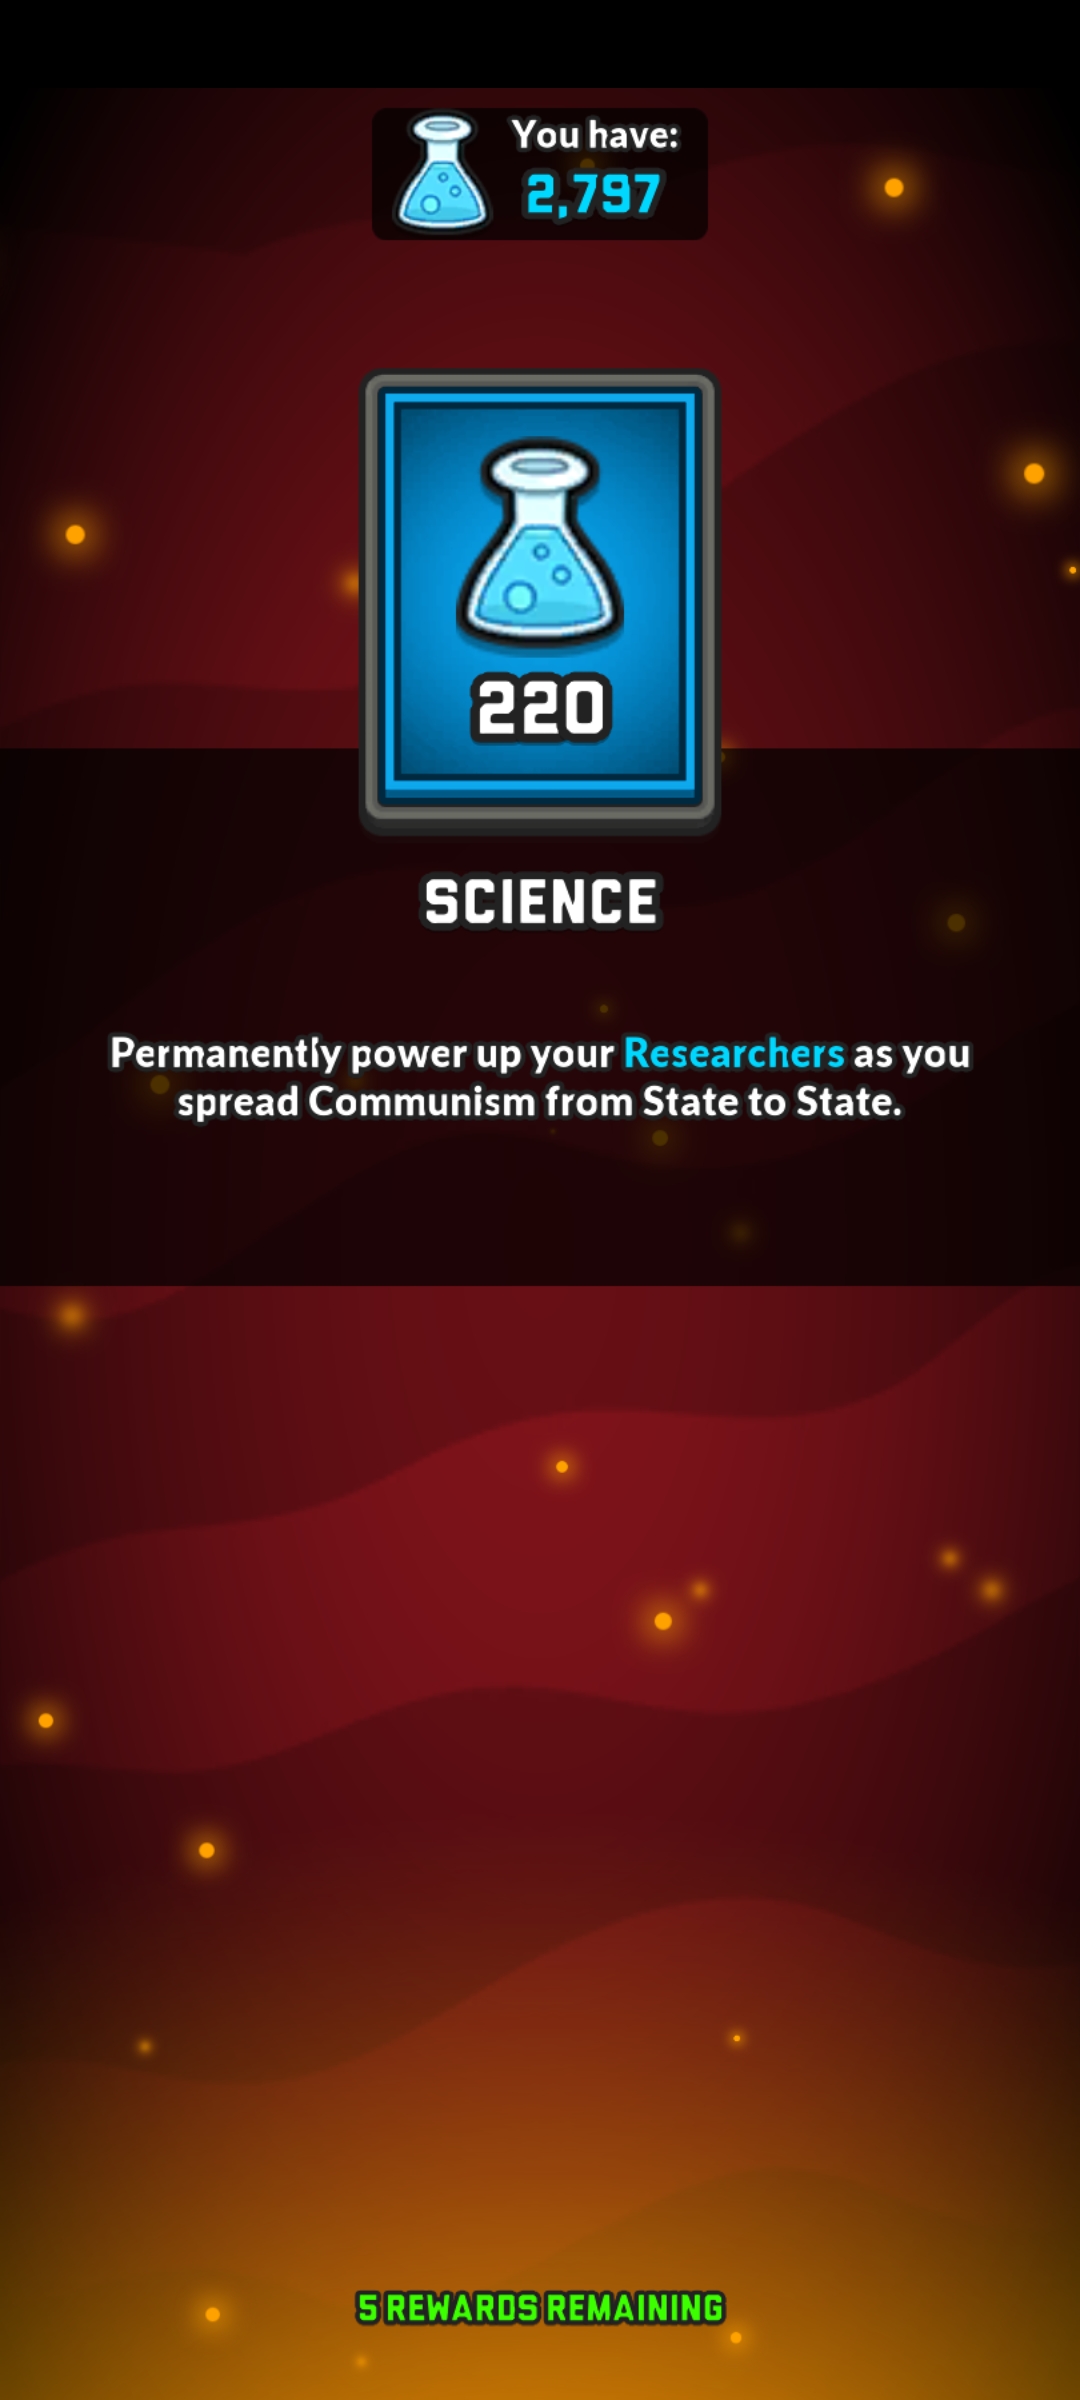 You have:
2,797
220
SCIENCE
Permanently power up your Researchers as you
spread Communism from State to State.
5 REWARDS REMAINING